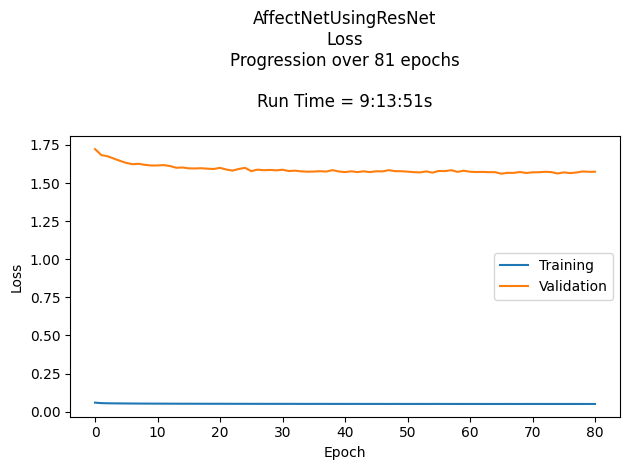 AffectNetUsingResNet
Loss
Progression over 81 epochs
Run Time = 9:13:51s
1.75
1.50
1.25
1.00
0.75
0.50
0.25
0.00
Loss
Training
Validation
0 10 20 30 40 50 60 70 80
Epoch